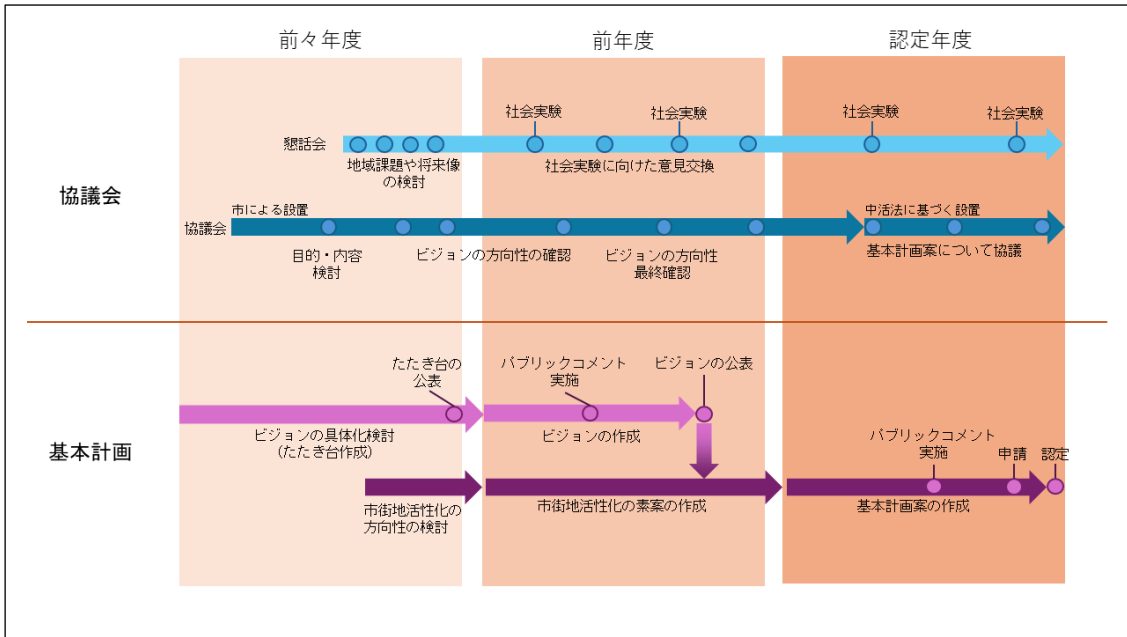 前々年度
前年度
認定年度
協議会
懇話会
社会実験
社会実験
社会実験
社会実験
地域課題や将来像
の検討
社会実験に向けた意見交換
協議会
市による設置
中活法に基づく設置
目的・内容
検討
ビジョンの方向性の確認
ビジョンの方向性
最終確認
基本計画案について協議
基本計画
たたき台の
公表
パブリックコメント
実施
ビジョンの公表
ビジョンの具体化検討
(たたき台作成)
ビジョンの作成
パブリックコメント
実施
申請
認定
市街地活性化の
方向性の検討
市街地活性化の素案の作成
基本計画案の作成